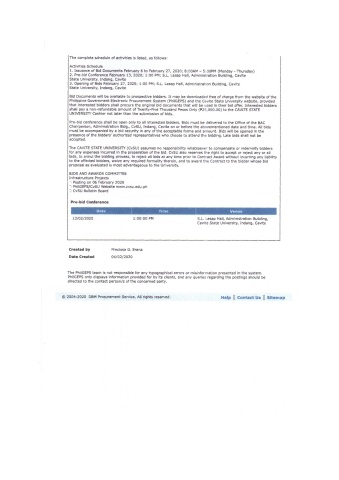 The complete schedule of activities is listed, as follows:
Activities Schedule
1. Issuance of Bid Documents February 6 to February 27, 2020; 8:00AM - 5:00PM (Monday - Thursday)
2. Pre-bid Conference February 13, 2020; 1:00 PM; S.L. Lasap Hall, Administration Building, Cavite
State University, Indang, Cavite
3. Opening of Bids February 27, 2020; 1:00 PM; S.L. Lasap Hall, Administration Building, Cavite
State University, Indang, Cavite
Bid Documents will be available to prospective bidders. It may be downloaded free of charge from the website of the
Philippine Government Electronic Procurement System (PhilGEPS) and the Cavite State University website, provided
that interested bidders shall procure the original bid documents that will be used in their bid offer. Interested bidders
shall pay a non-refundable amount of Twenty-Five Thousand Pesos Only to the CAVITE STATE
UNIVERSITY Cashier not later than the submission of bids.
Pre-bid conference shall be open only to all interested bidders. Bids must be delivered to the Office of the BAC
Chairperson, Administration Bldg., CvSU, Indang, Cavite on or before the abovementioned date and time. All bids
must be accompanied by a bid security in any of the acceptable forms and amount. Bids will be opened in the
presence of the bidders' authorized representatives who choose to attend the bidding. Late bids shall not be
accepted.
The CAVITE STATE UNIVERSITY (CvSU) assumes no responsibility whatsoever to compensate or indemnify bidders
for any expenses incurred in the preparation of the bid. CvSU also reserves the right to accept or reject any or all
bids, to annul the bidding process, to reject all bids at any time prior to Contract Award without incurring any liability
to the affected bidders, waive any required formality therein, and to award the Contract to the bidder whose bid
proposal as evaluated is most advantageous to the University.
BIDS AND AWARDS COMMITTEE
Infrastructure Projects
Posting on 06 February 2020
PhilGEPS/CvSU Website www.cvsu.edu.ph
CvSU Bulletin Board
Pre-bid Conference
Date Time Venue
13/02/2020 1:00:00 PM S.L. Lasap Hall, Administration Building,
Cavite State University, Indang, Cavite
Created by
Date Created 04/02/2020
The PhilGEPS team is not responsible for any typographical errors or misinformation presented in the system.
PhilGEPS only displays information provided for by its clients, and any queries regarding the postings should be
directed to the contact person/s of the concerned party.
© 2004-2020 DBM Procurement Service. All rights reserved. Help | Contact Us | Sitemap